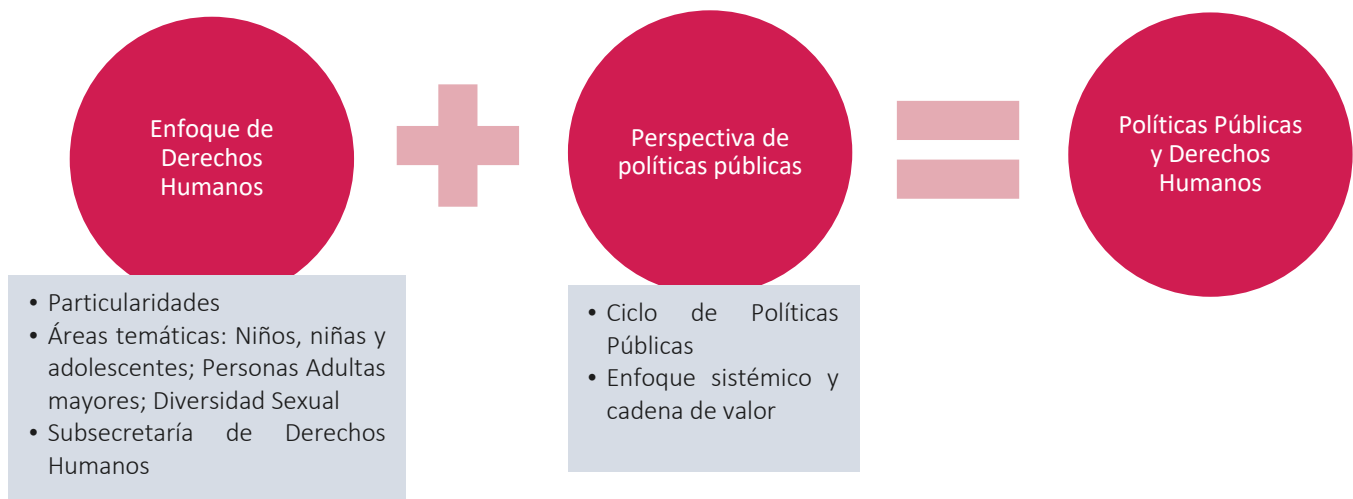 Enfoque de
Derechos
Humanos
Perspectiva de
políticas públicas
Políticas Públicas
y Derechos
Humanos
• Particularidades
• Áreas temáticas: Niños, niñas y
adolescentes; Personas Adultas
mayores; Diversidad Sexual
• Subsecretaría de Derechos
Humanos
• Ciclo de Políticas
Públicas
• Enfoque sistémico y
cadena de valor